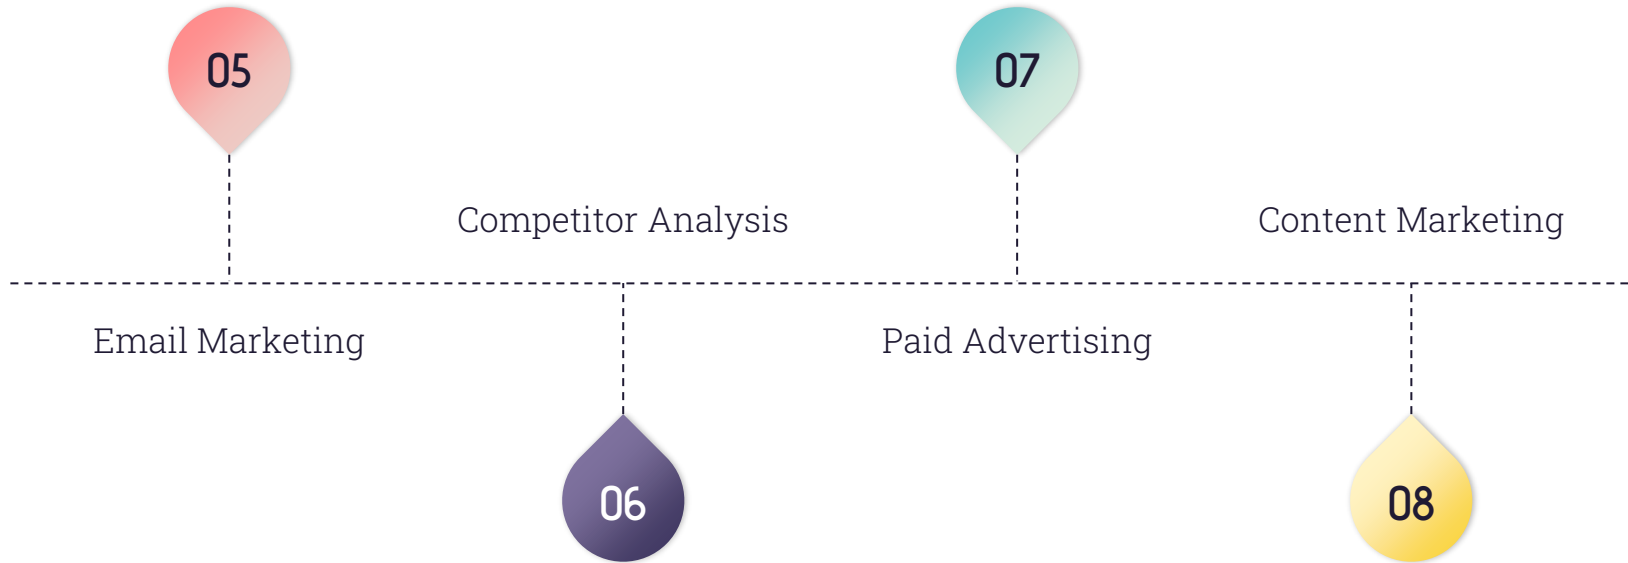 05
Email Marketing
Competitor Analysis
06
07
Paid Advertising
Content Marketing
08